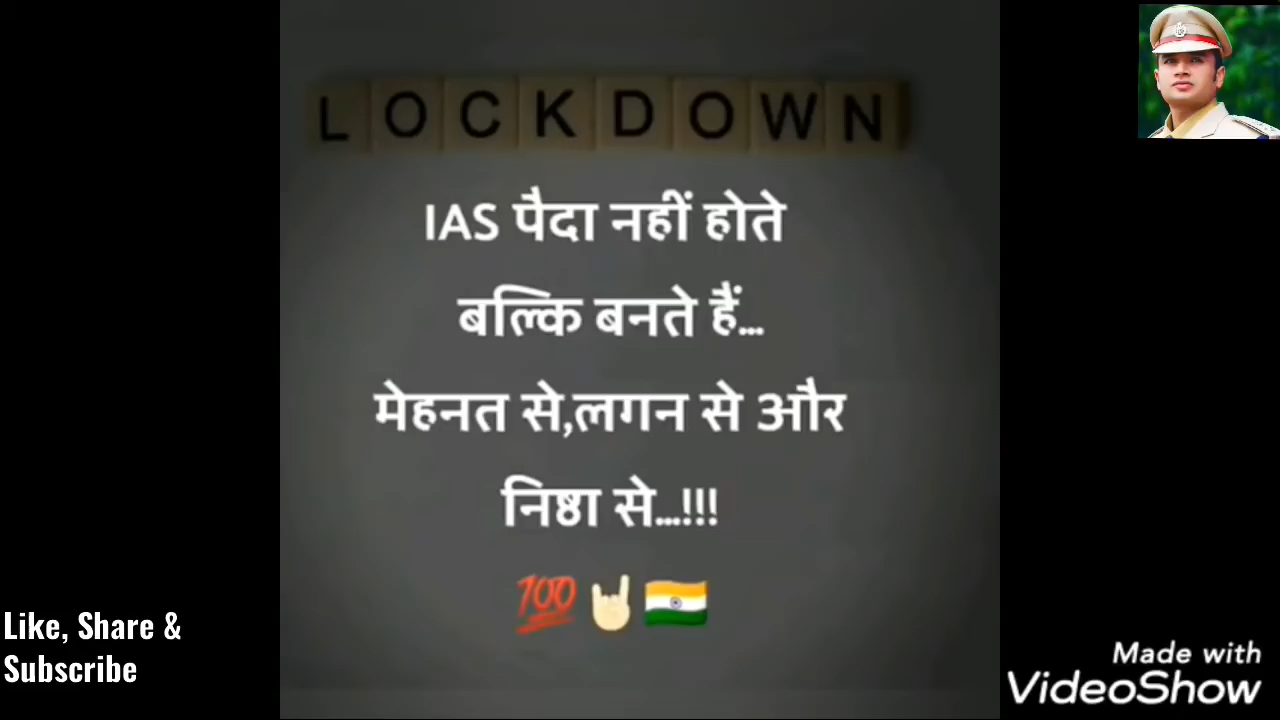 LOCKDOWN
IAS पैदा नहीं होते
बल्कि बनते हैं...
मेहनत से,लगन से और
निष्ठा से...!!!
💯🤘🏻🇮🇳
Like, Share &
Subscribe
Made with
VideoShow